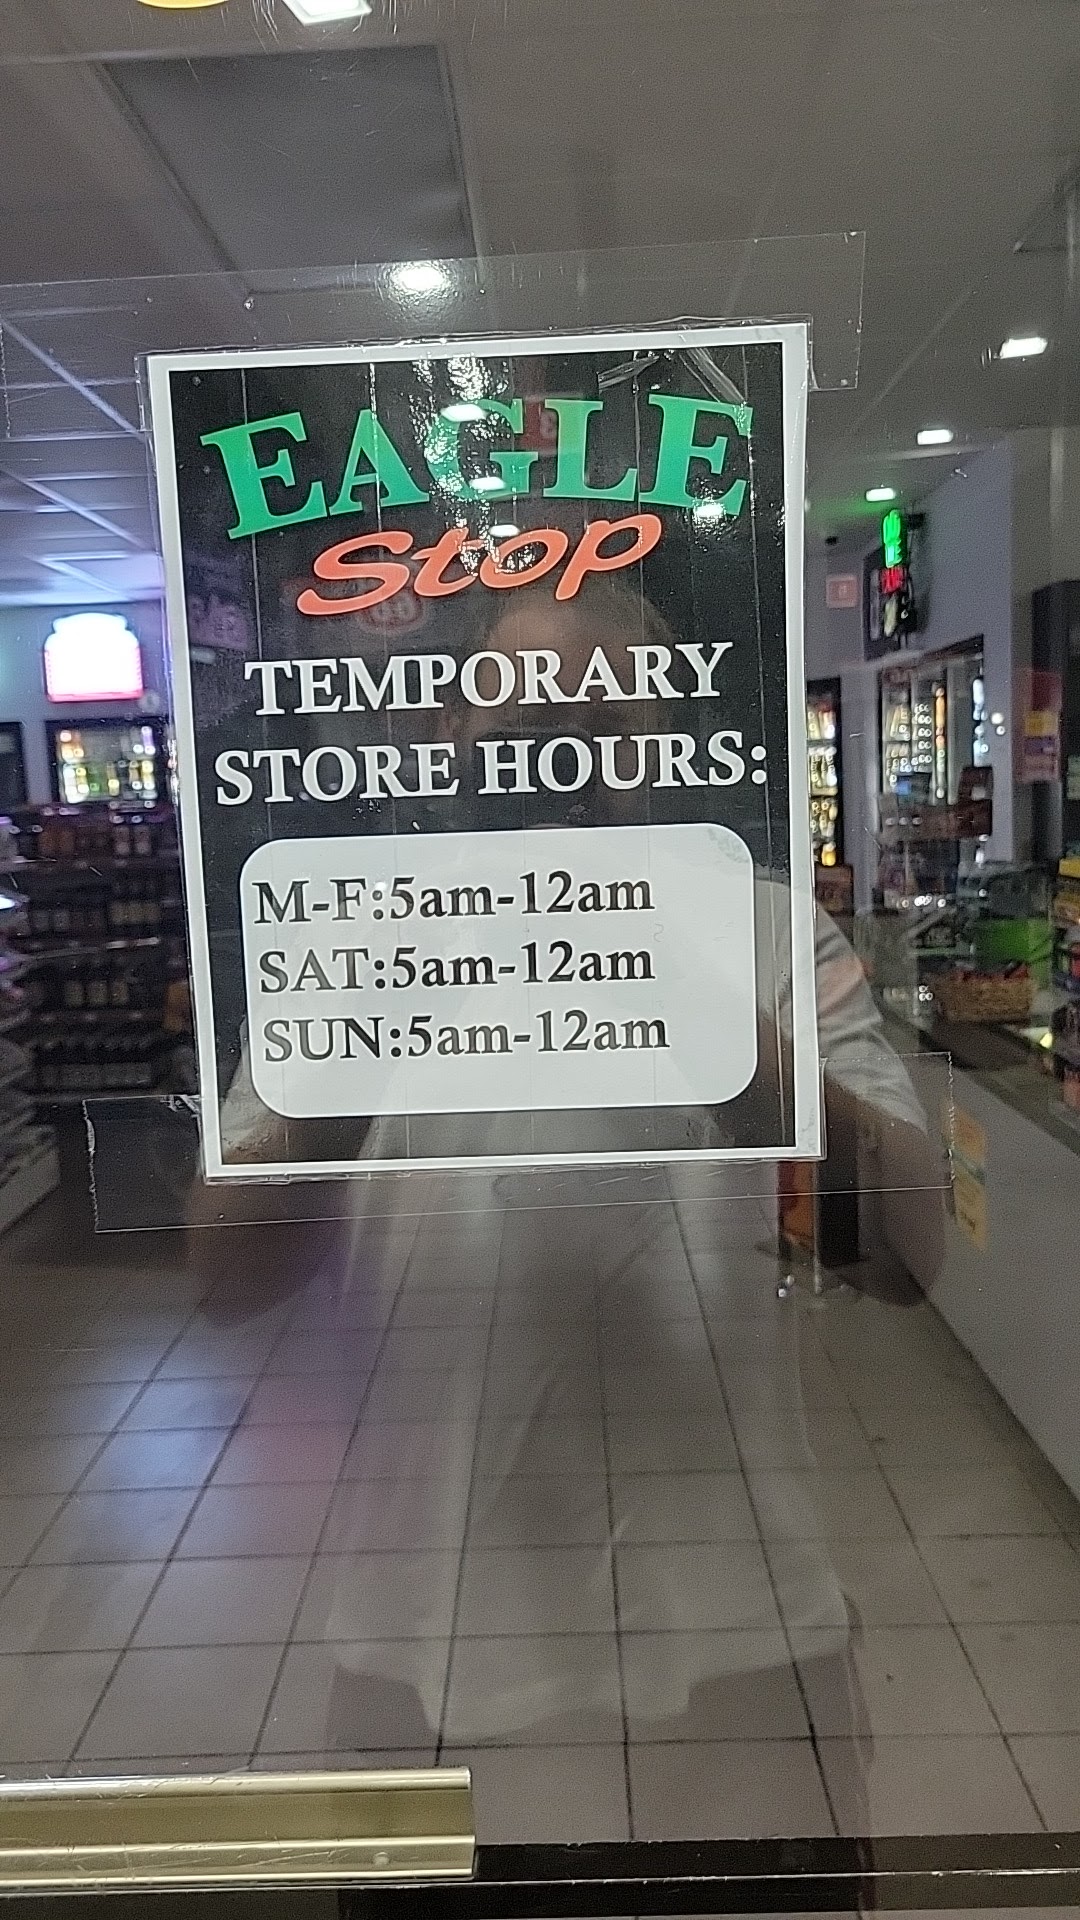 EAGLE
Stop
TEMPORARY
STORE HOURS:
M-F:5am-12am
SAT:5am-12am
SUN:5am-12am